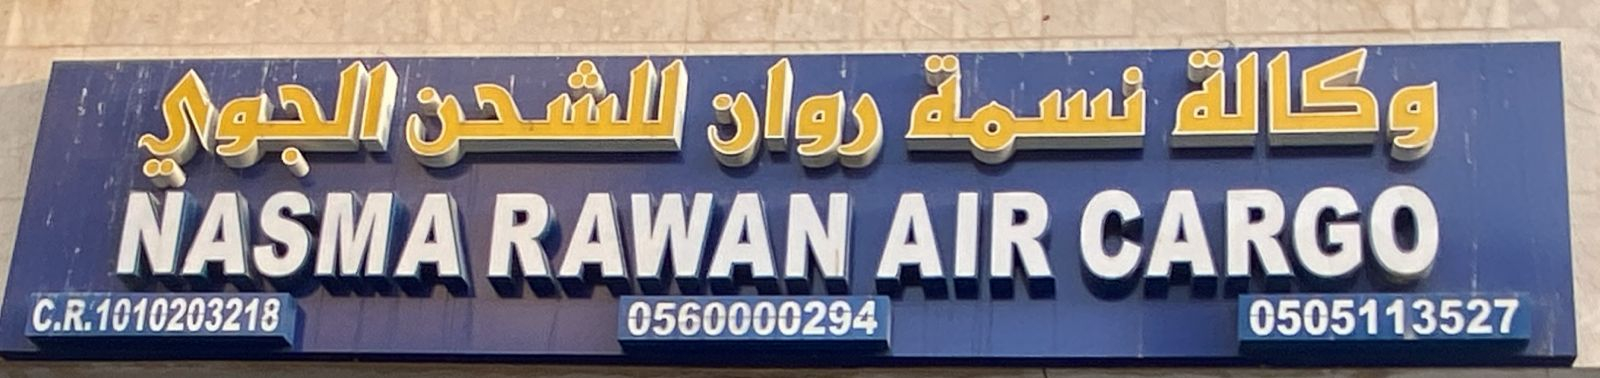 وكالة نسمة روان للشحن الجوي
NASMA RAWAN AIR CARGO
C.R.1010203218 0560000294 0505113527